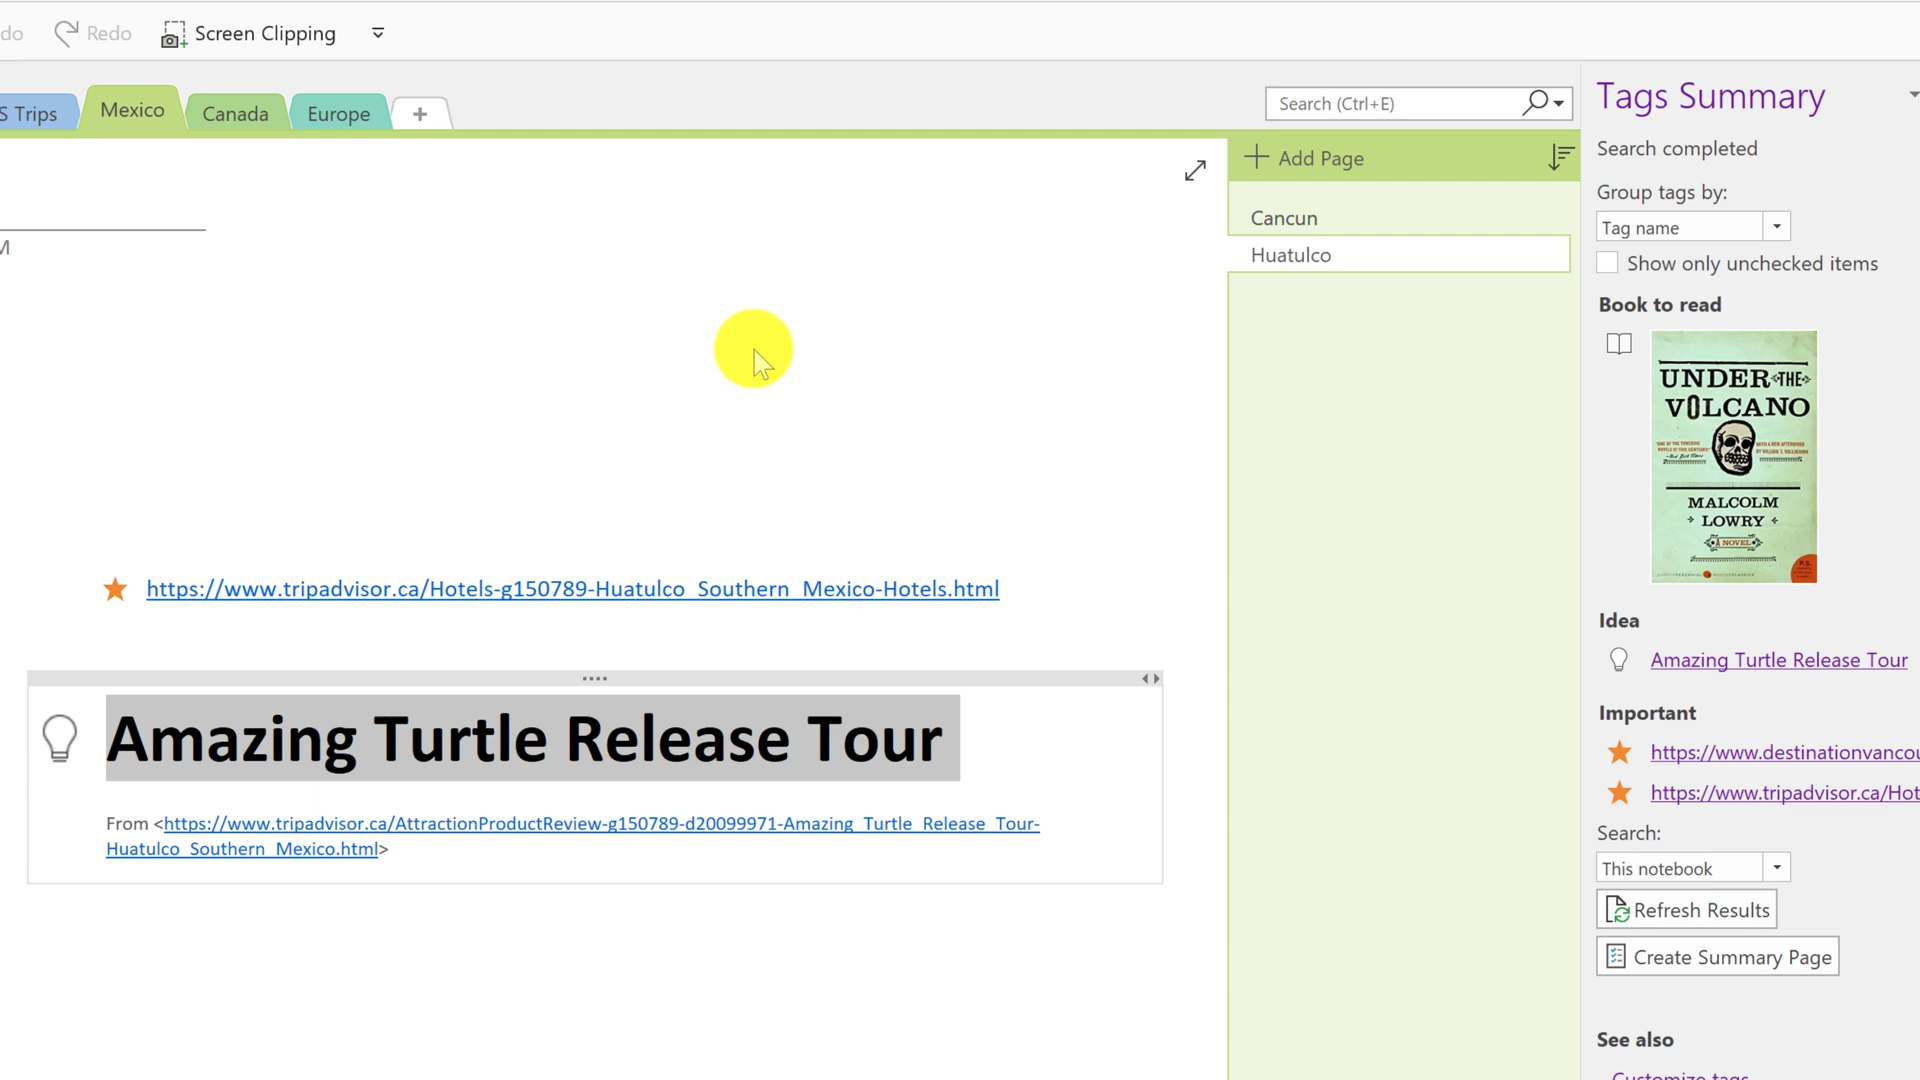 do Redo Screen Clipping
S Trips Mexico Canada Europe +
Search (Ctrl+E)
Tags Summary
Add Page
Search completed
Group tags by:
Tag name
Show only unchecked items
M
Cancun
Huatulco
Book to read
UNDER THE
VOLCANO
MALCOLM
LOWRY
A NOVEL
https://www.tripadvisor.ca/Hotels-g150789-Huatulco_Southern_Mexico-Hotels.html
Idea
Amazing Turtle Release Tour
Important
https://www.destinationvancou
https://www.tripadvisor.ca/Hot
Amazing Turtle Release Tour
From <https://www.tripadvisor.ca/AttractionProductReview-g150789-d20099971-Amazing_Turtle_Release_Tour-
Huatulco_Southern_Mexico.html>
Search:
This notebook
Refresh Results
Create Summary Page
See also
Customize tags